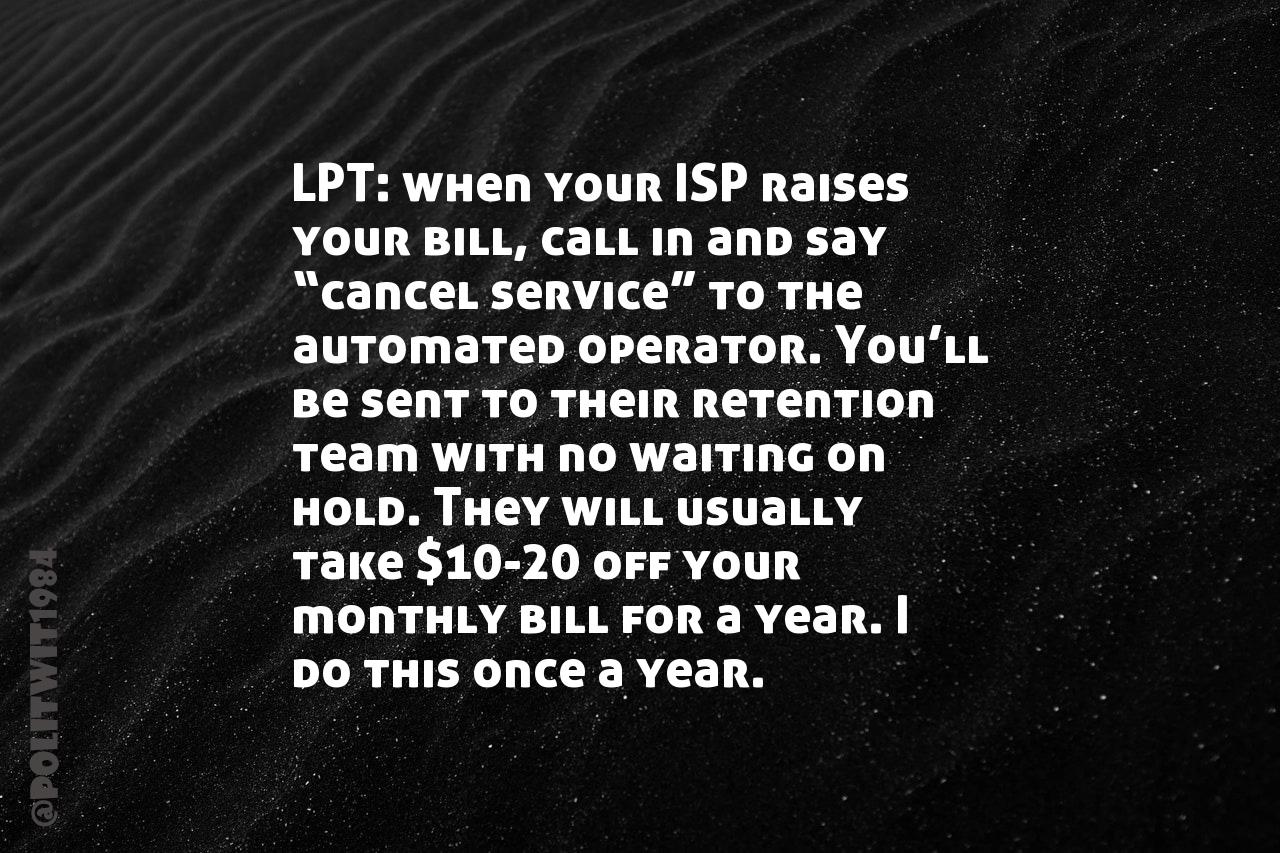 LPT: when your ISP raises
your bill, call in and say
“cancel service” to the
automated operator. You’ll
be sent to their retention
team with no waiting on
hold. They will usually
take $10-20 off your
monthly bill for a year. I
do this once a year.
@POLITWIT1984